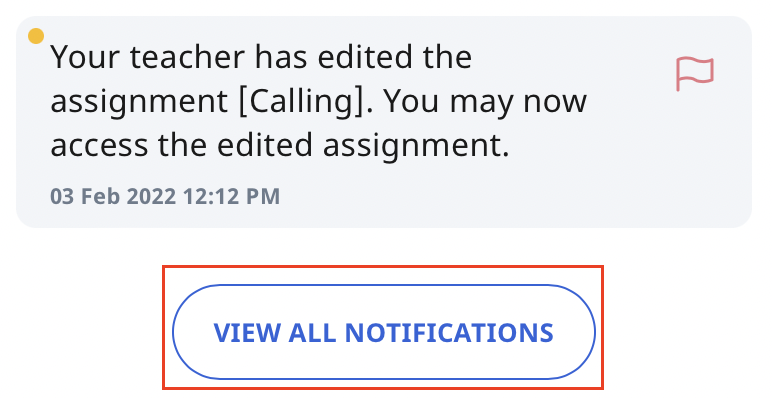 Your teacher has edited the
assignment [Calling]. You may now
access the edited assignment.
03 Feb 2022 12:12 PM
VIEW ALL NOTIFICATIONS